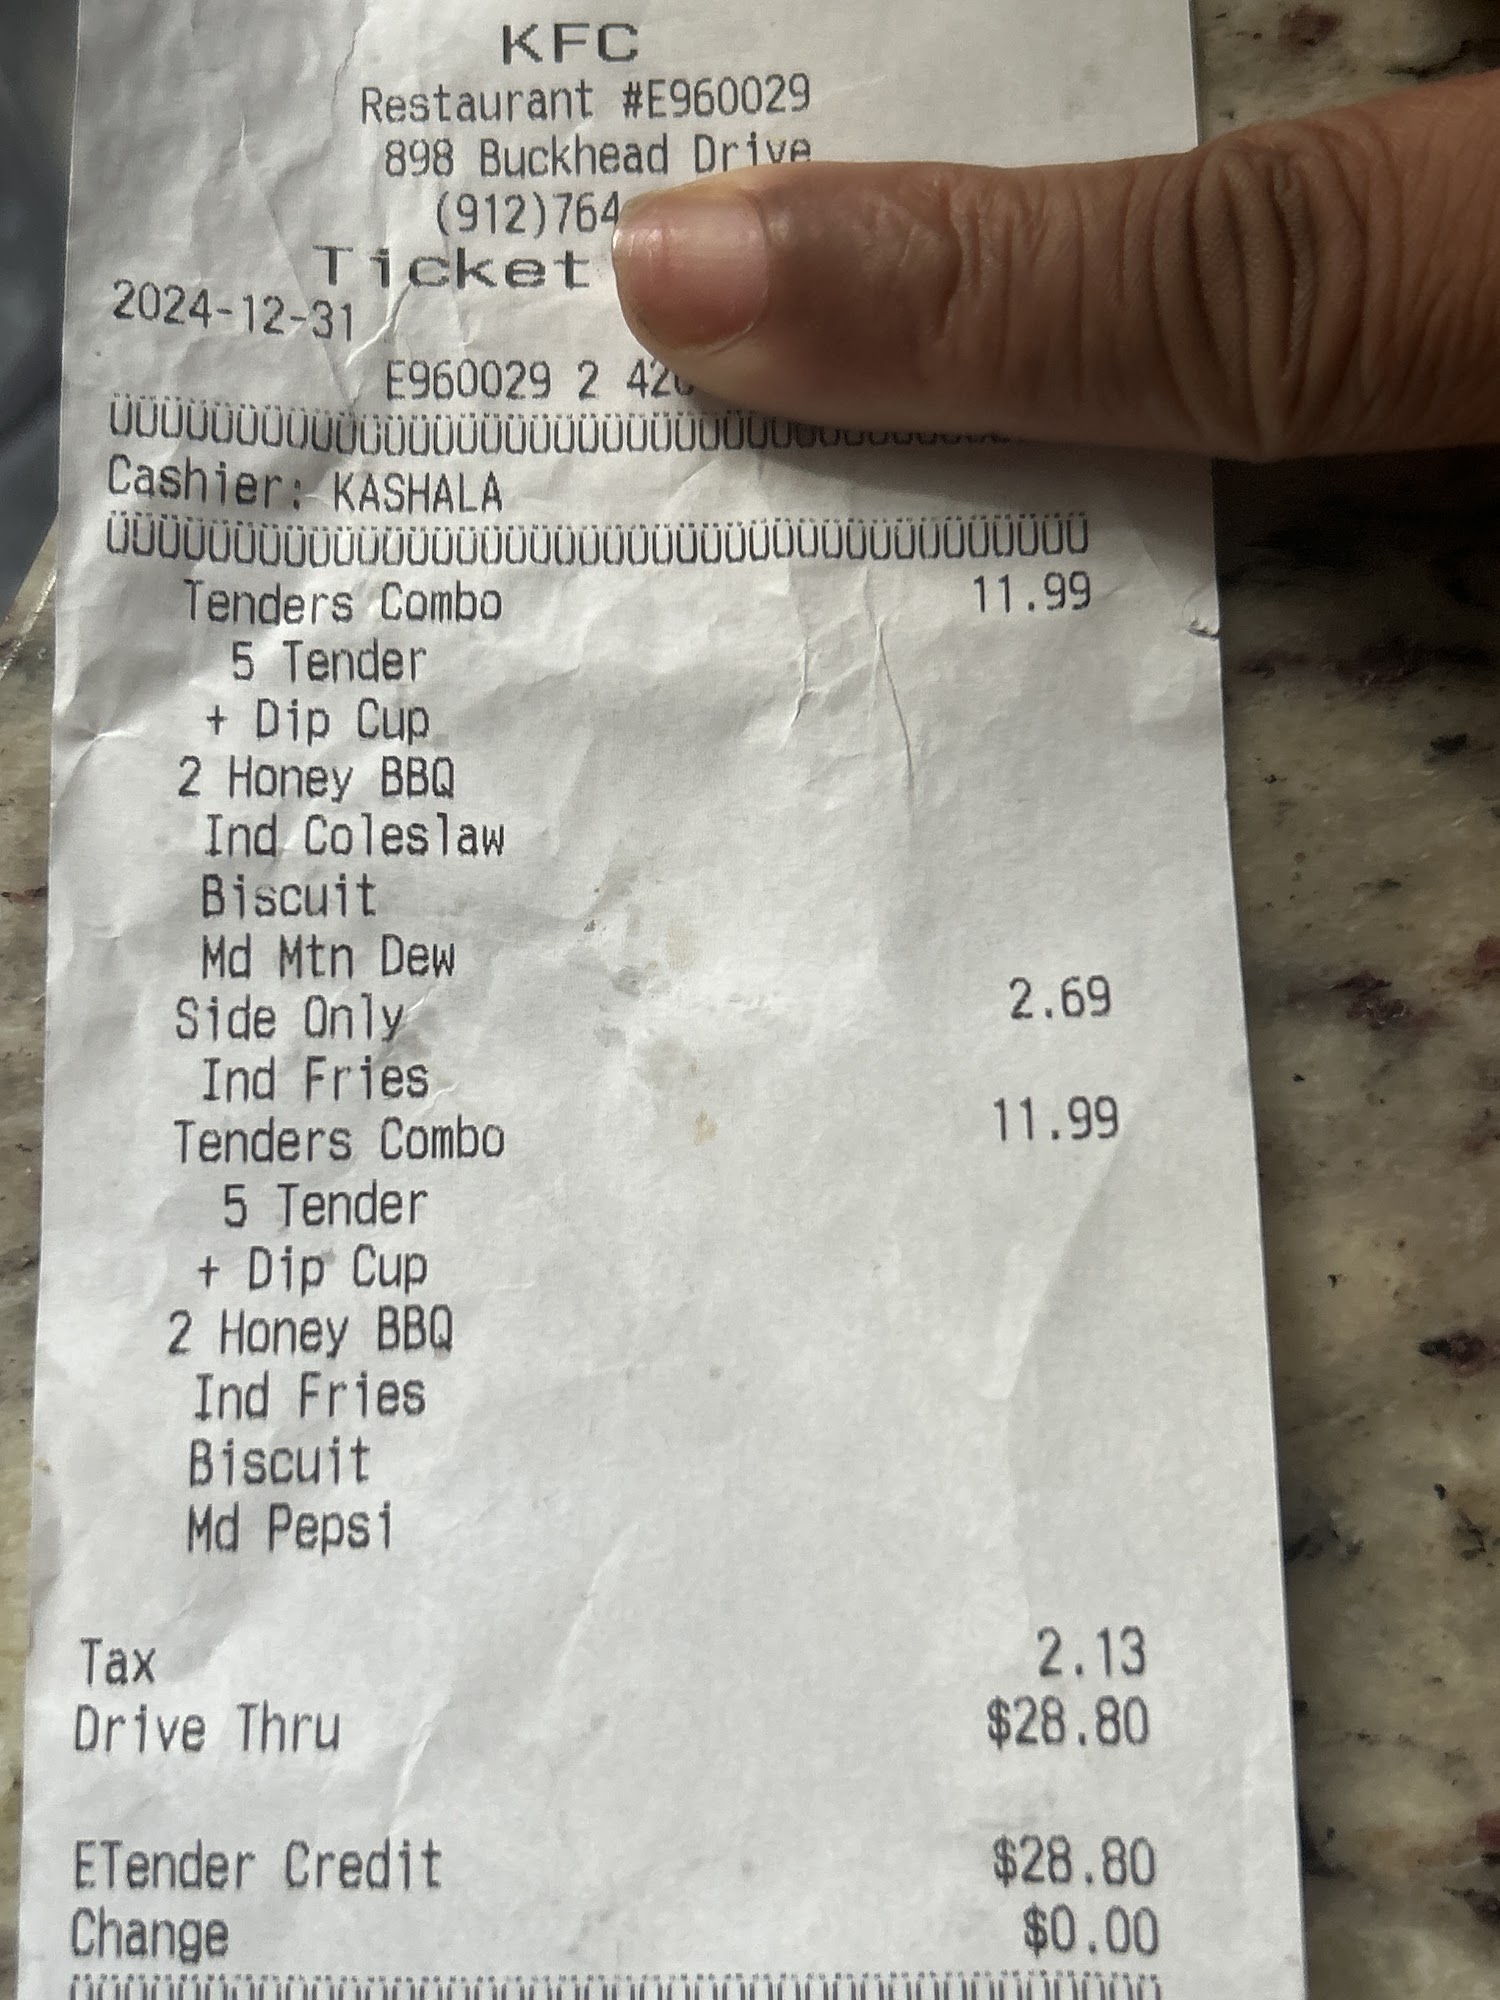 KFC
Restaurant #E960029
898 Buckhead Drive
(912)764
Ticket
2024-12-31
E960029 2
ÜÜÜÜÜÜÜÜÜÜÜÜÜÜÜÜÜÜÜÜÜÜÜÜÜÜÜÜÜÜÜÜÜÜÜÜÜ
Cashier: KASHALA
ÜÜÜÜÜÜÜÜÜÜÜÜÜÜÜÜÜÜÜÜÜÜÜÜÜÜÜÜÜÜÜÜÜÜÜÜÜÜÜÜ
Tenders Combo 11.99
5 Tender
+ Dip Cup
2 Honey BBQ
Ind Coleslaw
Biscuit
Md Mtn Dew
Side Only 2.69
Ind Fries
Tenders Combo 11.99
5 Tender
+ Dip Cup
2 Honey BBQ
Ind Fries
Biscuit
Md Pepsi
Tax 2.13
Drive Thru $28.80
ETender Credit $28.80
Change $0.00
ÜÜÜÜÜÜÜÜÜÜÜÜÜÜÜÜÜÜÜÜÜÜÜÜÜÜÜÜÜÜÜÜÜÜÜÜÜÜÜÜ